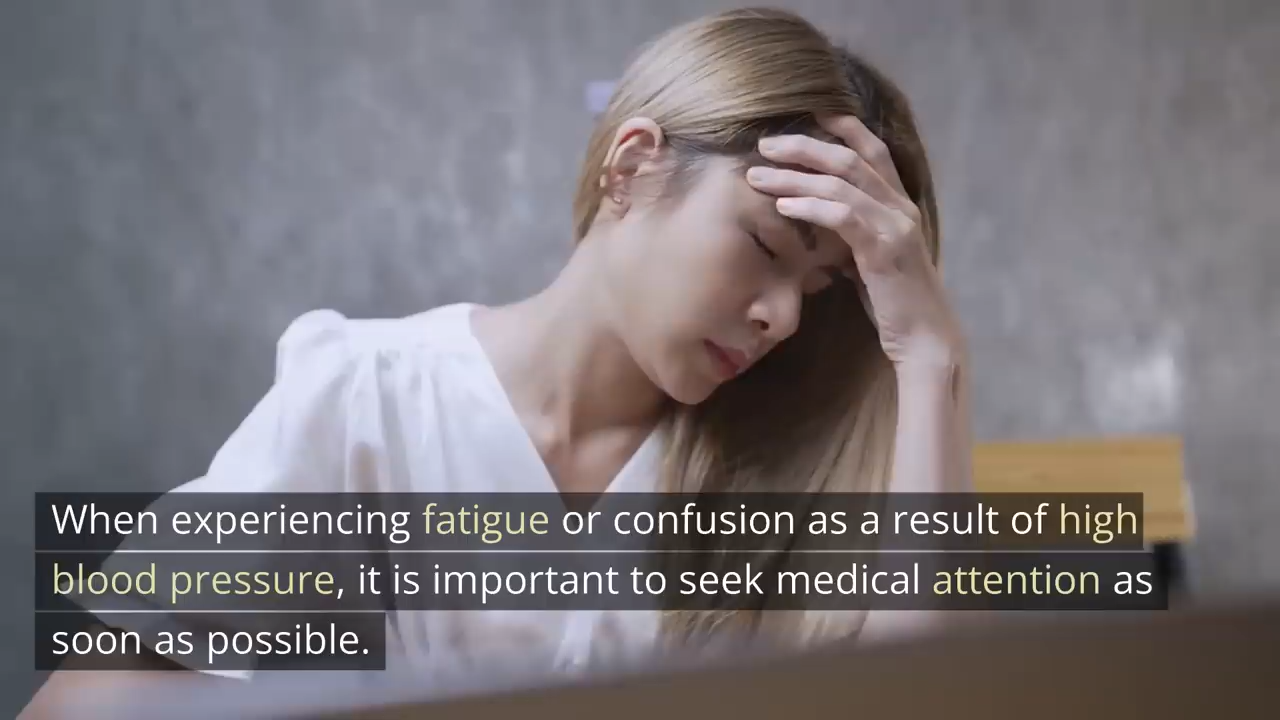 When experiencing fatigue or confusion as a result of high
blood pressure, it is important to seek medical attention as
soon as possible.